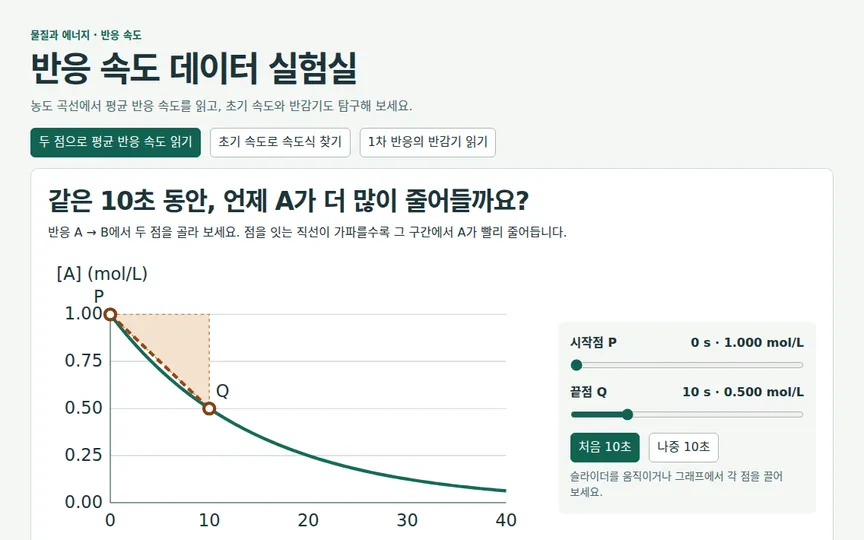 물질과 에너지 · 반응 속도
반응 속도 데이터 실험실
농도 곡선에서 평균 반응 속도를 읽고, 초기 속도와 반감기도 탐구해 보세요.
두 점으로 평균 반응 속도 읽기
초기 속도로 속도식 찾기
1차 반응의 반감기 읽기
같은 10초 동안, 언제 A가 더 많이 줄어들까요?
반응 A → B에서 두 점을 골라 보세요. 점을 잇는 직선이 가파를수록 그 구간에서 A가 빨리 줄어듭니다.
[A] (mol/L)
P
1.00
0.75
Q
0.50
0.25
0.00
0 10 20 30 40
시작점 P 0 s · 1.000 mol/L
끝점 Q 10 s · 0.500 mol/L
처음 10초
나중 10초
슬라이더를 움직이거나 그래프에서 각 점을 끌어
보세요.